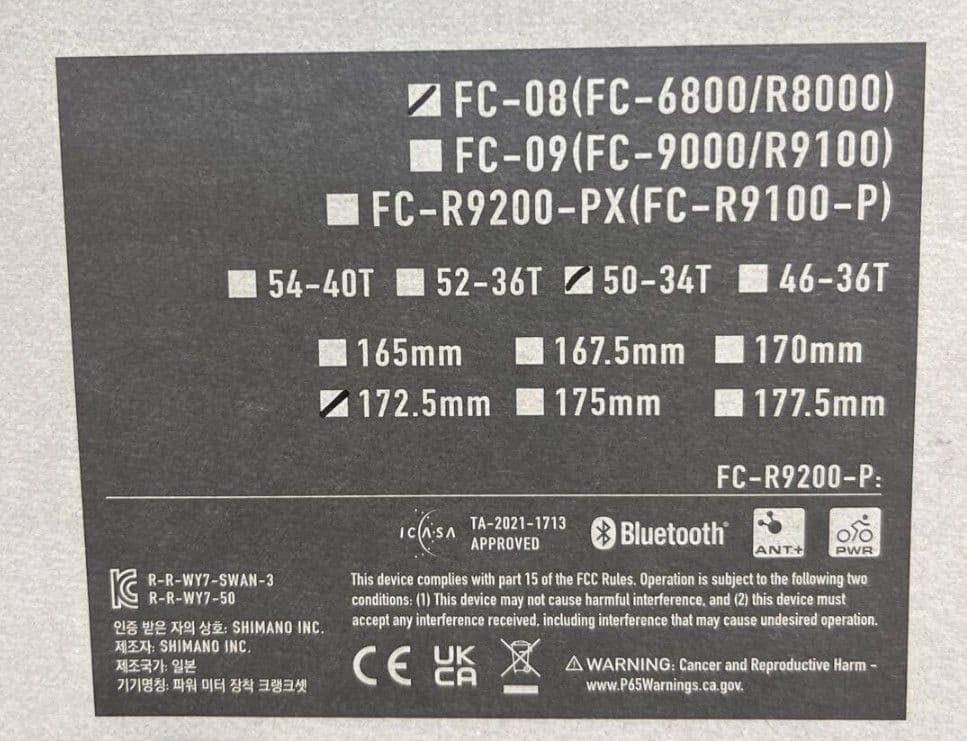 FC-08(FC-6800/R8000)
FC-09(FC-9000/R9100)
FC-R9200-PX(FC-R9100-P)
54-40T 52-36T 50-34T 46-36T
165mm 167.5mm 170mm
172.5mm 175mm 177.5mm
FC-R9200-P:
ICASA TA-2021-1713 APPROVED Bluetooth® ANT+ PWR
R-R-WY7-SWAN-3
R-R-WY7-50
인증 받은 자의 상호: SHIMANO INC.
제조자: SHIMANO INC.
제조국가: 일본
기기명칭: 파워 미터 장착 크랭크셋
This device complies with part 15 of the FCC Rules. Operation is subject to the following two
conditions: (1) This device may not cause harmful interference, and (2) this device must
accept any interference received, including interference that may cause undesired operation.
CE UK CA
WARNING: Cancer and Reproductive Harm -
www.P65Warnings.ca.gov.